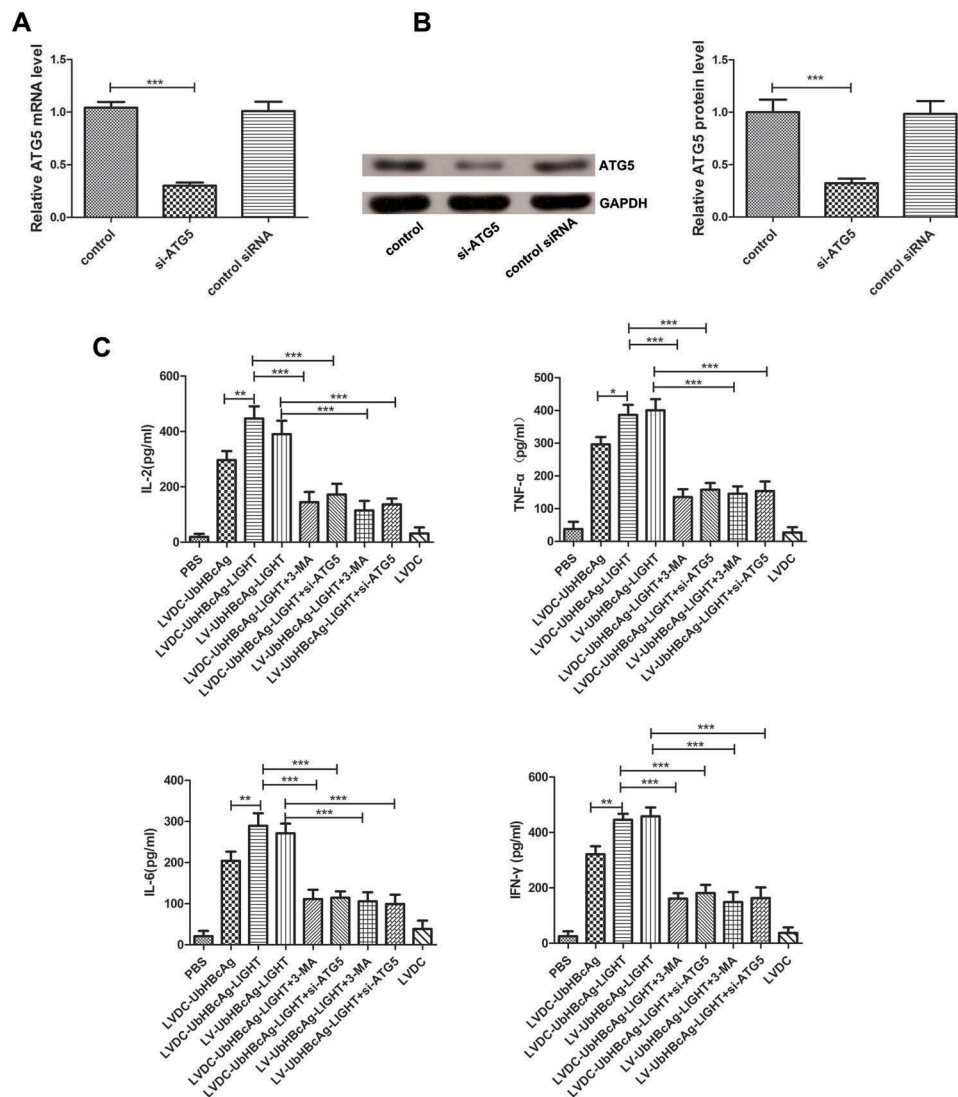 A
Relative ATG5 mRNA level
1.5
1.0
0.5
0.0
***
control
si-ATG5
control siRNA
B
ATG5
GAPDH
control
si-ATG5
control siRNA
Relative ATG5 protein level
1.5
1.0
0.5
0.0
***
control
si-ATG5
control siRNA
C
IL-2(pg/ml)
600
400
200
0
**
***
***
***
***
PBS
LVDC-UbHBcAg
LVDC-UbHBcAg-LIGHT
LV-UbHBcAg-LIGHT
LVDC-UbHBcAg-LIGHT+3-MA
LVDC-UbHBcAg-LIGHT+si-ATG5
LV-UbHBcAg-LIGHT+3-MA
LV-UbHBcAg-LIGHT+si-ATG5
LVDC
TNF-α (pg/ml)
500
400
300
200
100
0
*
***
***
***
***
PBS
LVDC-UbHBcAg
LVDC-UbHBcAg-LIGHT
LV-UbHBcAg-LIGHT
LVDC-UbHBcAg-LIGHT+3-MA
LVDC-UbHBcAg-LIGHT+si-ATG5
LV-UbHBcAg-LIGHT+3-MA
LV-UbHBcAg-LIGHT+si-ATG5
LVDC
IL-6(pg/ml)
400
300
200
100
0
**
***
***
***
***
PBS
LVDC-UbHBcAg
LVDC-UbHBcAg-LIGHT
LV-UbHBcAg-LIGHT
LVDC-UbHBcAg-LIGHT+3-MA
LVDC-UbHBcAg-LIGHT+si-ATG5
LV-UbHBcAg-LIGHT+3-MA
LV-UbHBcAg-LIGHT+si-ATG5
LVDC
IFN-γ (pg/ml)
600
400
200
0
**
***
***
***
***
PBS
LVDC-UbHBcAg
LVDC-UbHBcAg-LIGHT
LV-UbHBcAg-LIGHT
LVDC-UbHBcAg-LIGHT+3-MA
LVDC-UbHBcAg-LIGHT+si-ATG5
LV-UbHBcAg-LIGHT+3-MA
LV-UbHBcAg-LIGHT+si-ATG5
LVDC